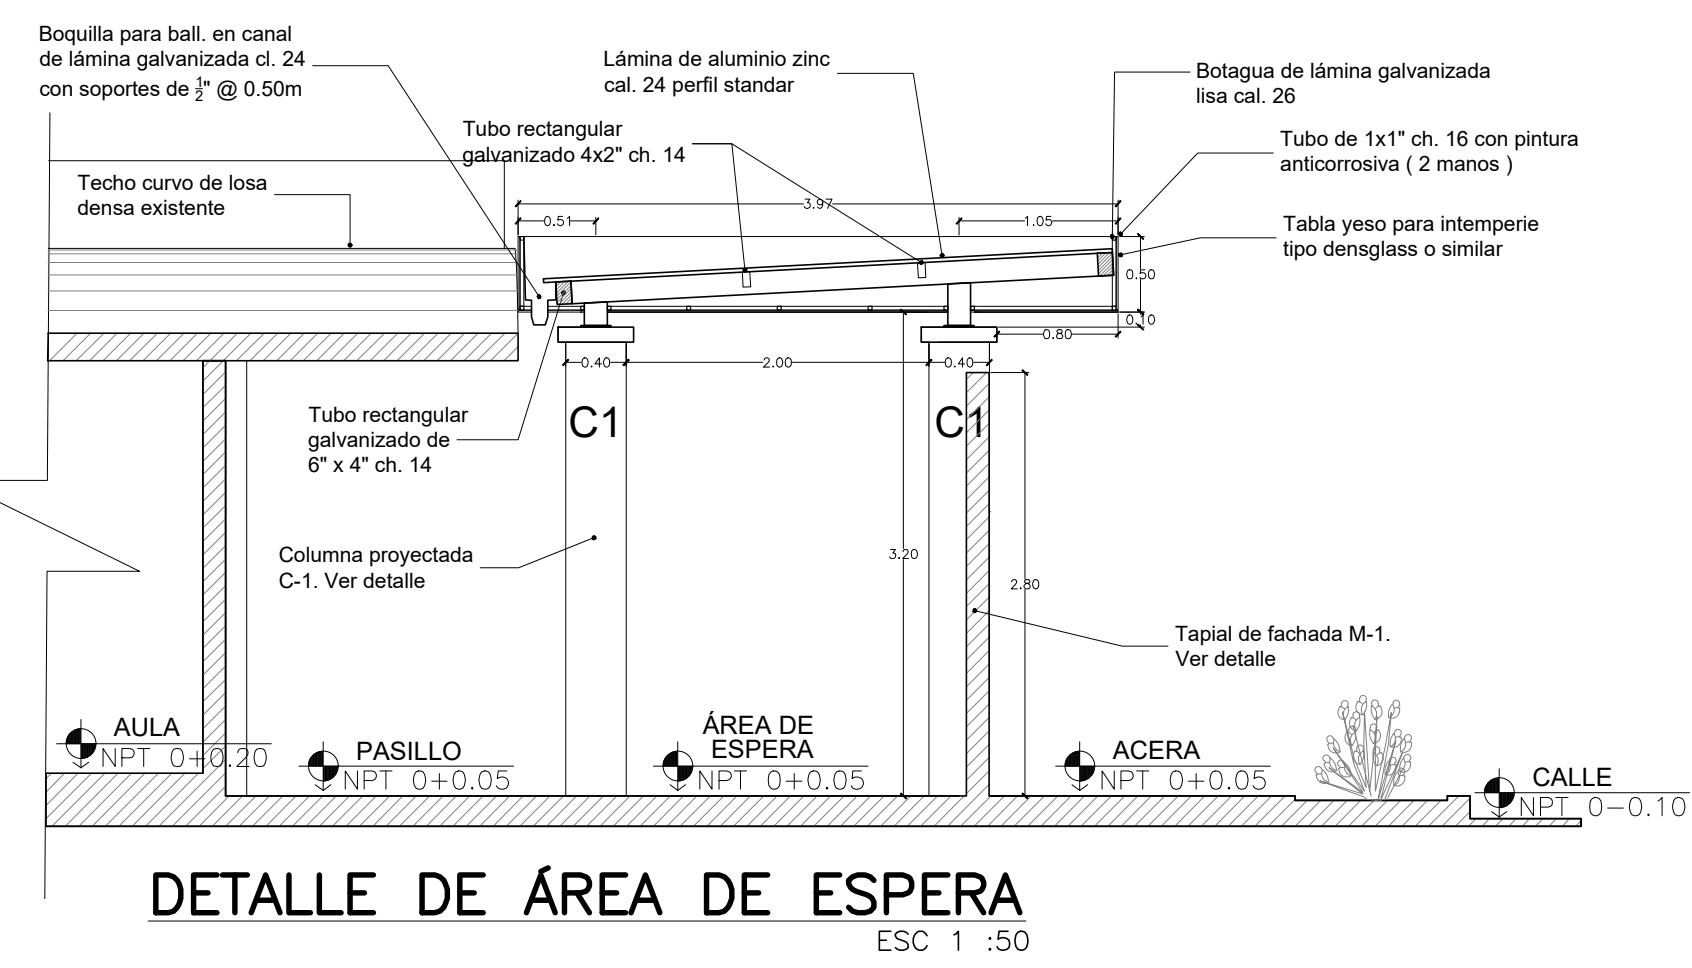 Boquilla para ball. en canal
de lámina galvanizada cl. 24
con soportes de ½" @ 0.50m
Lámina de aluminio zinc
cal. 24 perfil standar
Botagua de lámina galvanizada
lisa cal. 26
Tubo rectangular
galvanizado 4x2" ch. 14
Tubo de 1x1" ch. 16 con pintura
anticorrosiva ( 2 manos )
Techo curvo de losa
densa existente
Tabla yeso para intemperie
tipo densglass o similar
3.97
0.51
1.05
0.50
0.10
0.80
0.40
2.00
0.40
C1
C1
Tubo rectangular
galvanizado de
6" x 4" ch. 14
Columna proyectada
C-1. Ver detalle
3.20
2.80
Tapial de fachada M-1.
Ver detalle
AULA
NPT 0+0.20
PASILLO
NPT 0+0.05
ÁREA DE
ESPERA
NPT 0+0.05
ACERA
NPT 0+0.05
CALLE
NPT 0-0.10
DETALLE DE ÁREA DE ESPERA
ESC 1 :50